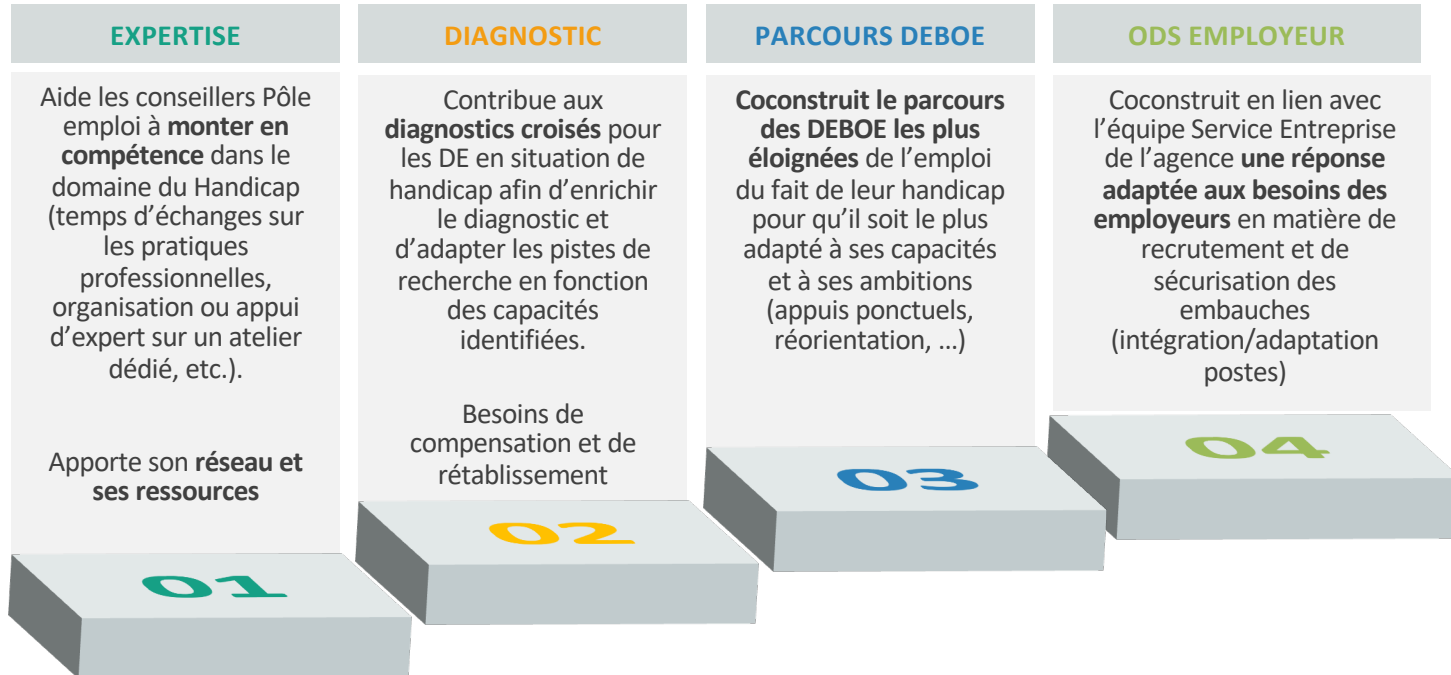 EXPERTISE
Aide les conseillers Pôle
emploi à monter en
compétence dans le
domaine du Handicap
(temps d’échanges sur
les pratiques
professionnelles,
organisation ou appui
d’expert sur un atelier
dédié, etc.).
Apporte son réseau et
ses ressources
01
DIAGNOSTIC
Contribue aux
diagnostics croisés pour
les DE en situation de
handicap afin d’enrichir
le diagnostic et
d’adapter les pistes de
recherche en fonction
des capacités
identifiées.
Besoins de
compensation et de
rétablissement
02
PARCOURS DEBOE
Coconstruit le parcours
des DEBOE les plus
éloignées de l’emploi
du fait de leur handicap
pour qu’il soit le plus
adapté à ses capacités
et à ses ambitions
(appuis ponctuels,
réorientation, ...)
03
ODS EMPLOYEUR
Coconstruit en lien avec
l’équipe Service Entreprise
de l’agence une réponse
adaptée aux besoins des
employeurs en matière de
recrutement et de
sécurisation des
embauches
(intégration/adaptation
postes)
04